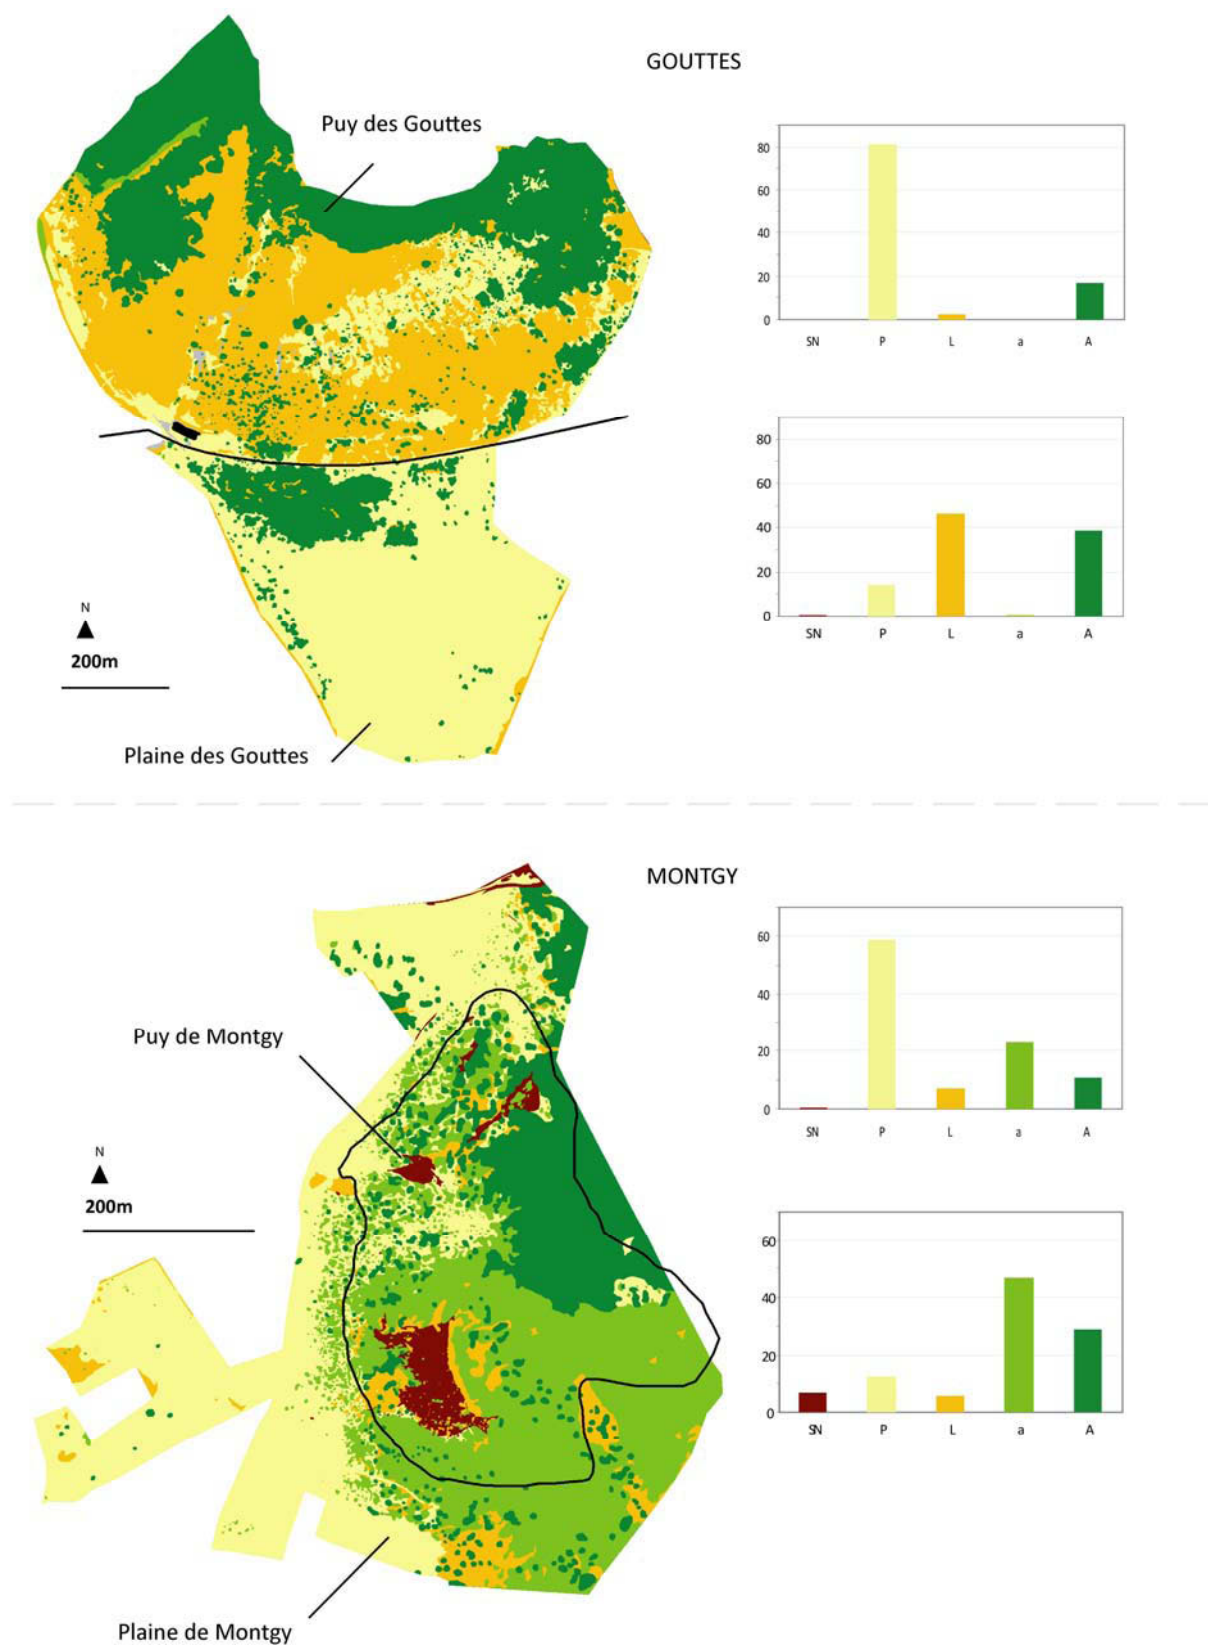 GOUTTES
Puy des Gouttes
80
60
40
20
0
SN P L a A
80
60
40
20
0
SN P L a A
N
200m
Plaine des Gouttes
MONTGY
60
40
20
0
SN P L a A
Puy de Montgy
N
200m
60
40
20
0
SN P L a A
Plaine de Montgy